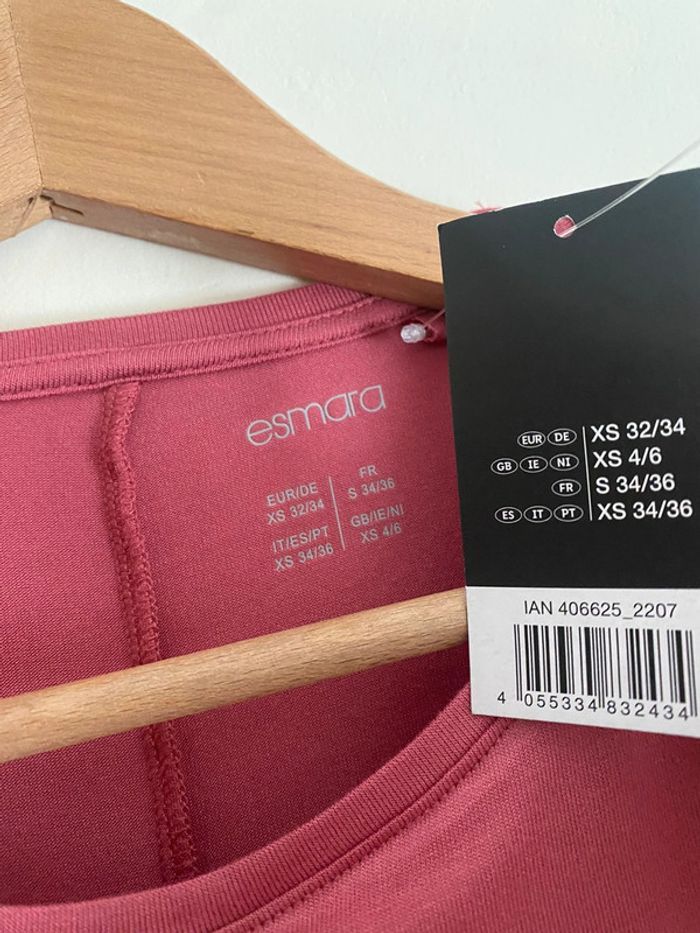 esmara
EUR/DE
XS 32/34
FR
S 34/36
IT/ES/PT
XS 34/36
GB/IE/NI
XS 4/6
EUR DE XS 32/34
GB IE NI XS 4/6
FR S 34/36
ES IT PT XS 34/36
IAN 406625_2207
4 055334 832434